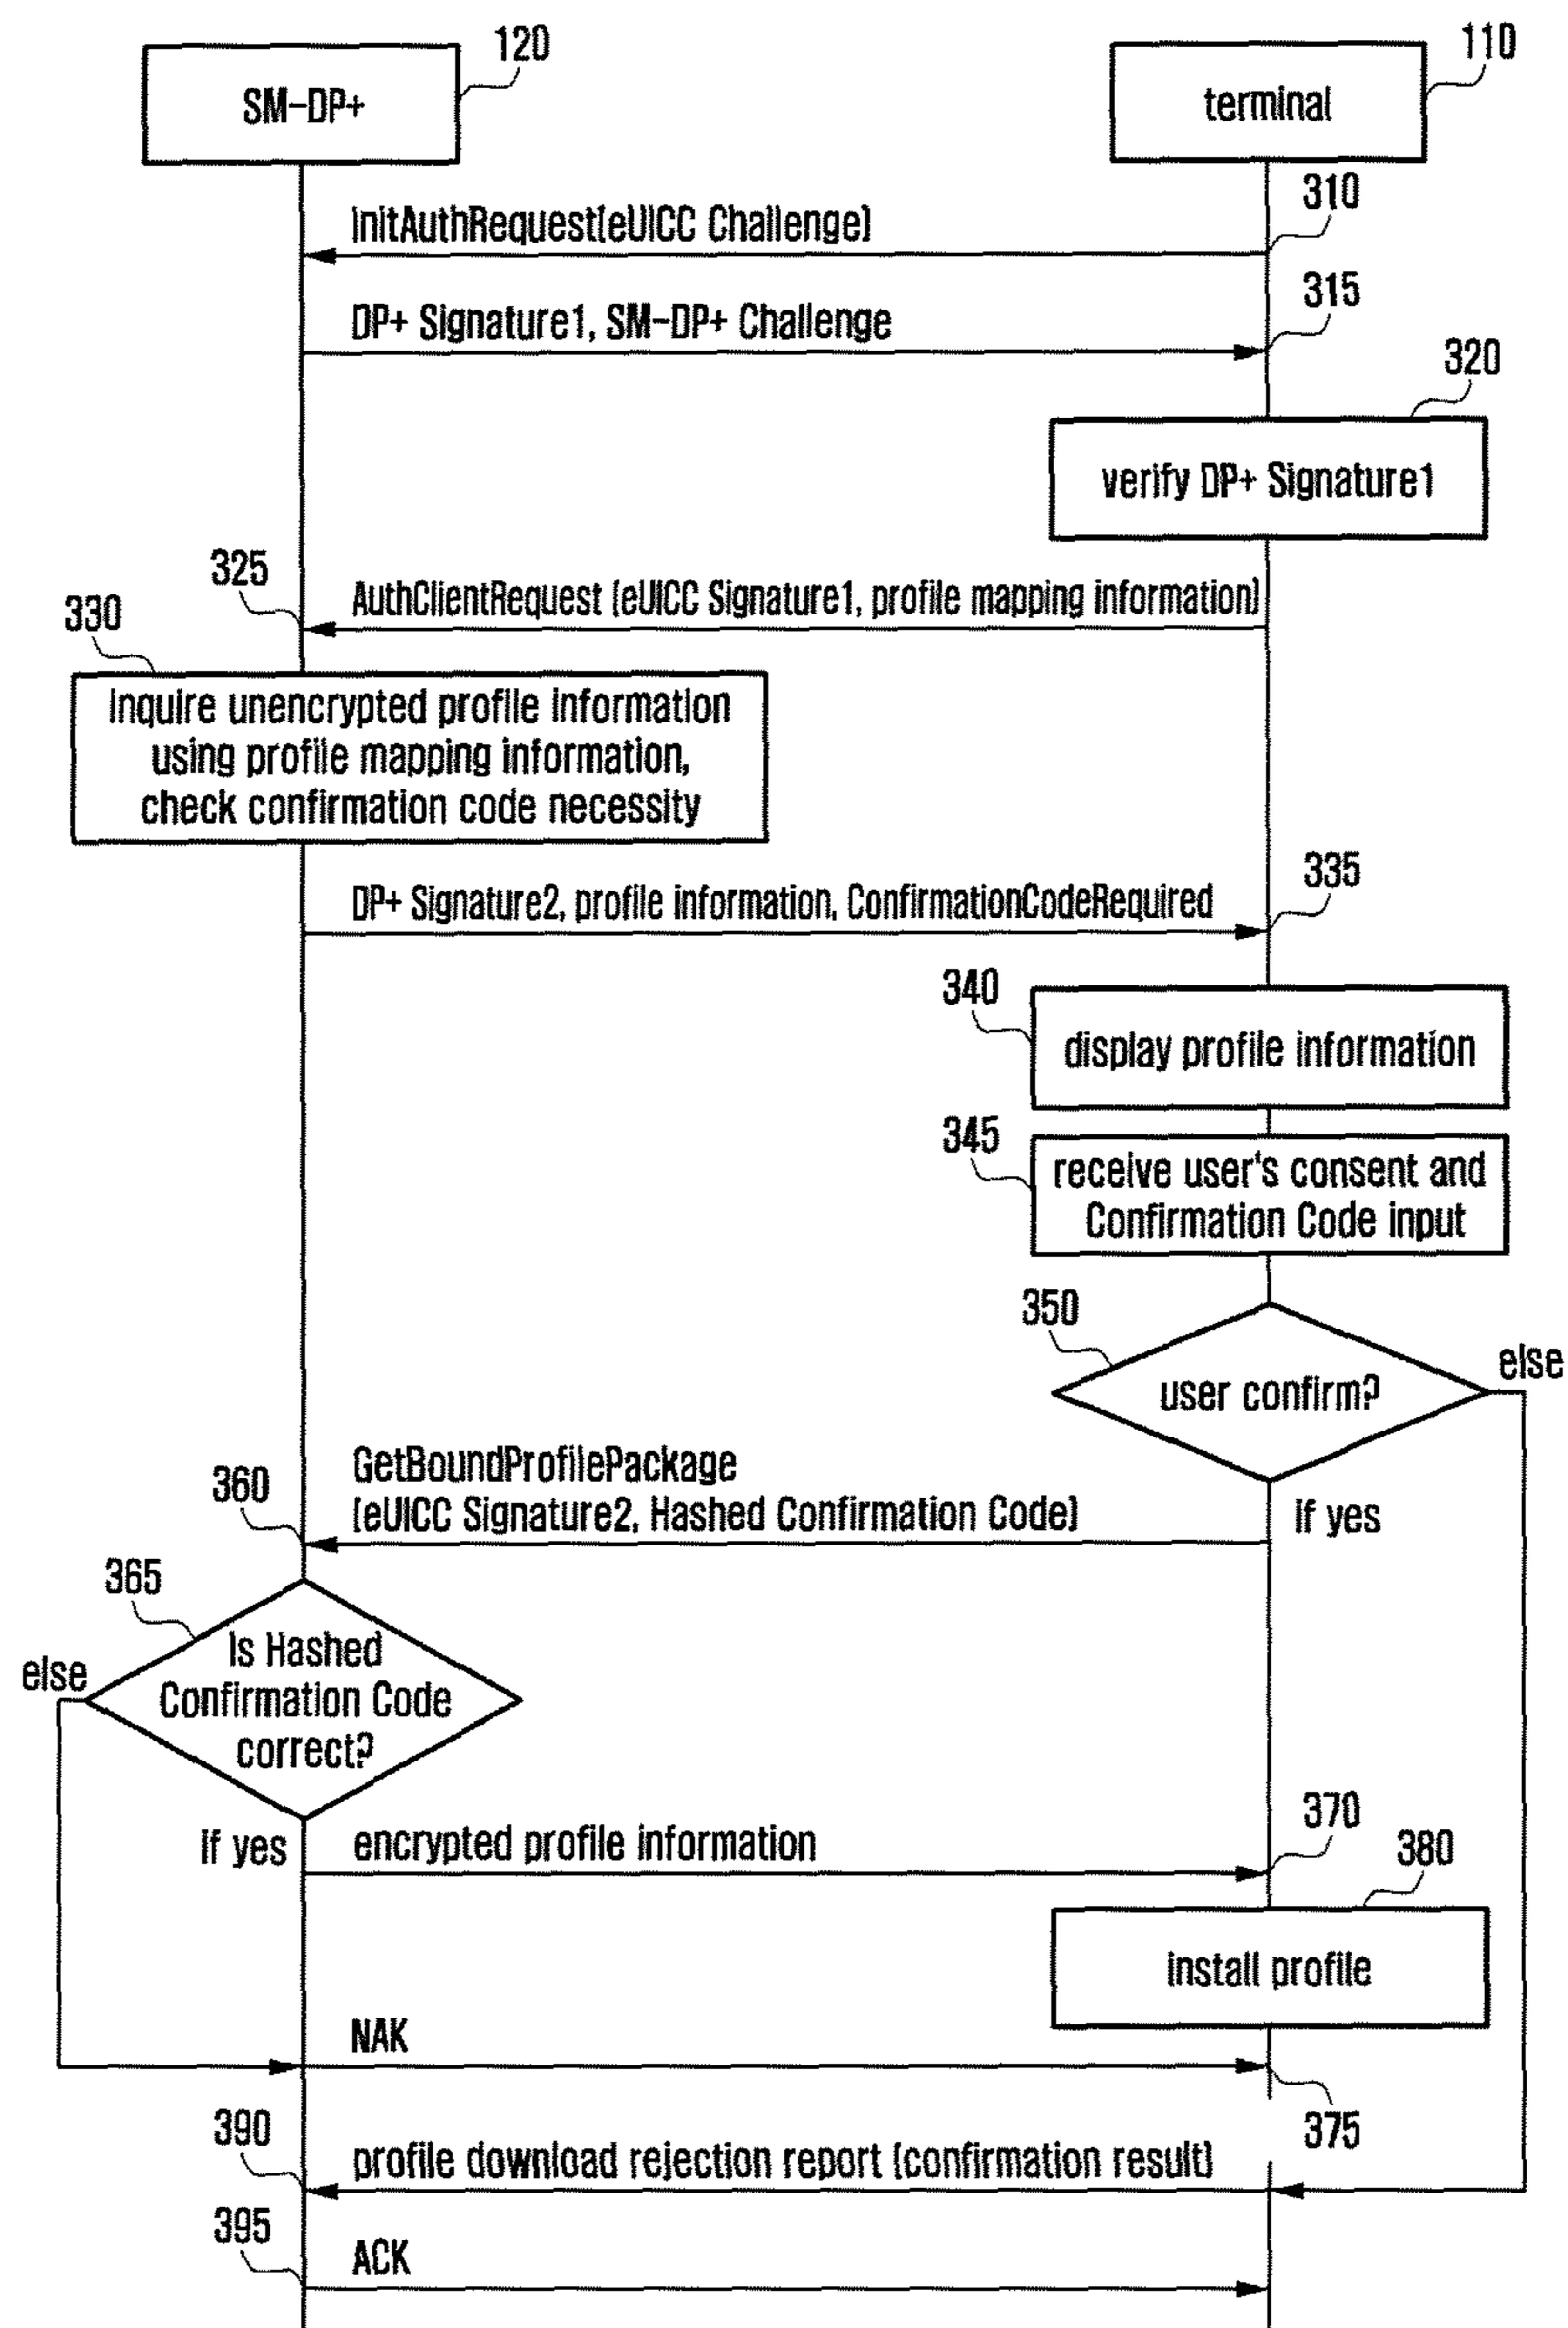 120
110
SM-DP+
terminal
310
InitAuthRequest(eUICC Challenge)
315
DP+ Signature1, SM-DP+ Challenge
320
verify DP+ Signature1
325
AuthClientRequest (eUICC Signature1, profile mapping information)
330
Inquire unencrypted profile information
using profile mapping information,
check confirmation code necessity
335
DP+ Signature2, profile information, ConfirmationCodeRequired
340
display profile information
345
receive user's consent and
Confirmation Code input
350
else
user confirm?
360
GetBoundProfilePackage
(eUICC Signature2, Hashed Confirmation Code)
if yes
365
Is Hashed
Confirmation Code
correct?
else
370
if yes
encrypted profile information
380
install profile
NAK
375
390
profile download rejection report (confirmation result)
395
ACK